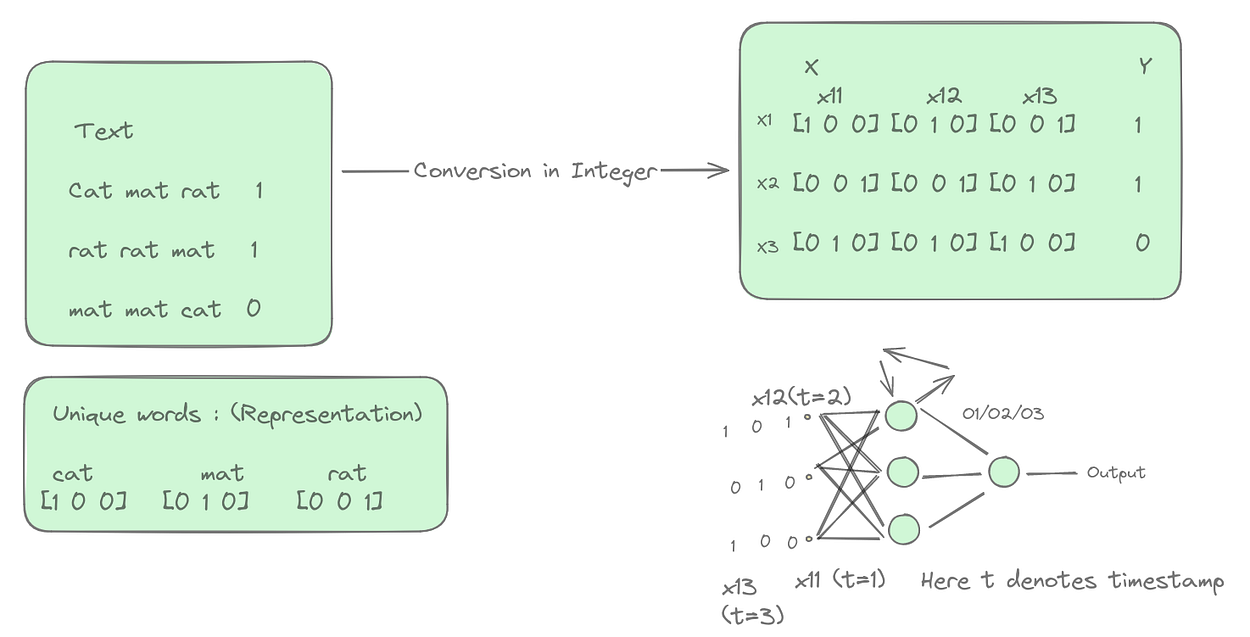 Text
Cat mat rat 1
rat rat mat 1
mat mat cat 0
Conversion in Integer
X Y
x11 x12 x13
x1 [1 0 0] [0 1 0] [0 0 1] 1
x2 [0 0 1] [0 0 1] [0 1 0] 1
x3 [0 1 0] [0 1 0] [1 0 0] 0
Unique words : (Representation)
cat mat rat
[1 0 0] [0 1 0] [0 0 1]
x12(t=2)
1 0 1
0 1 0
1 0 0
x13
(t=3)
x11 (t=1)
O1/O2/O3
Output
Here t denotes timestamp